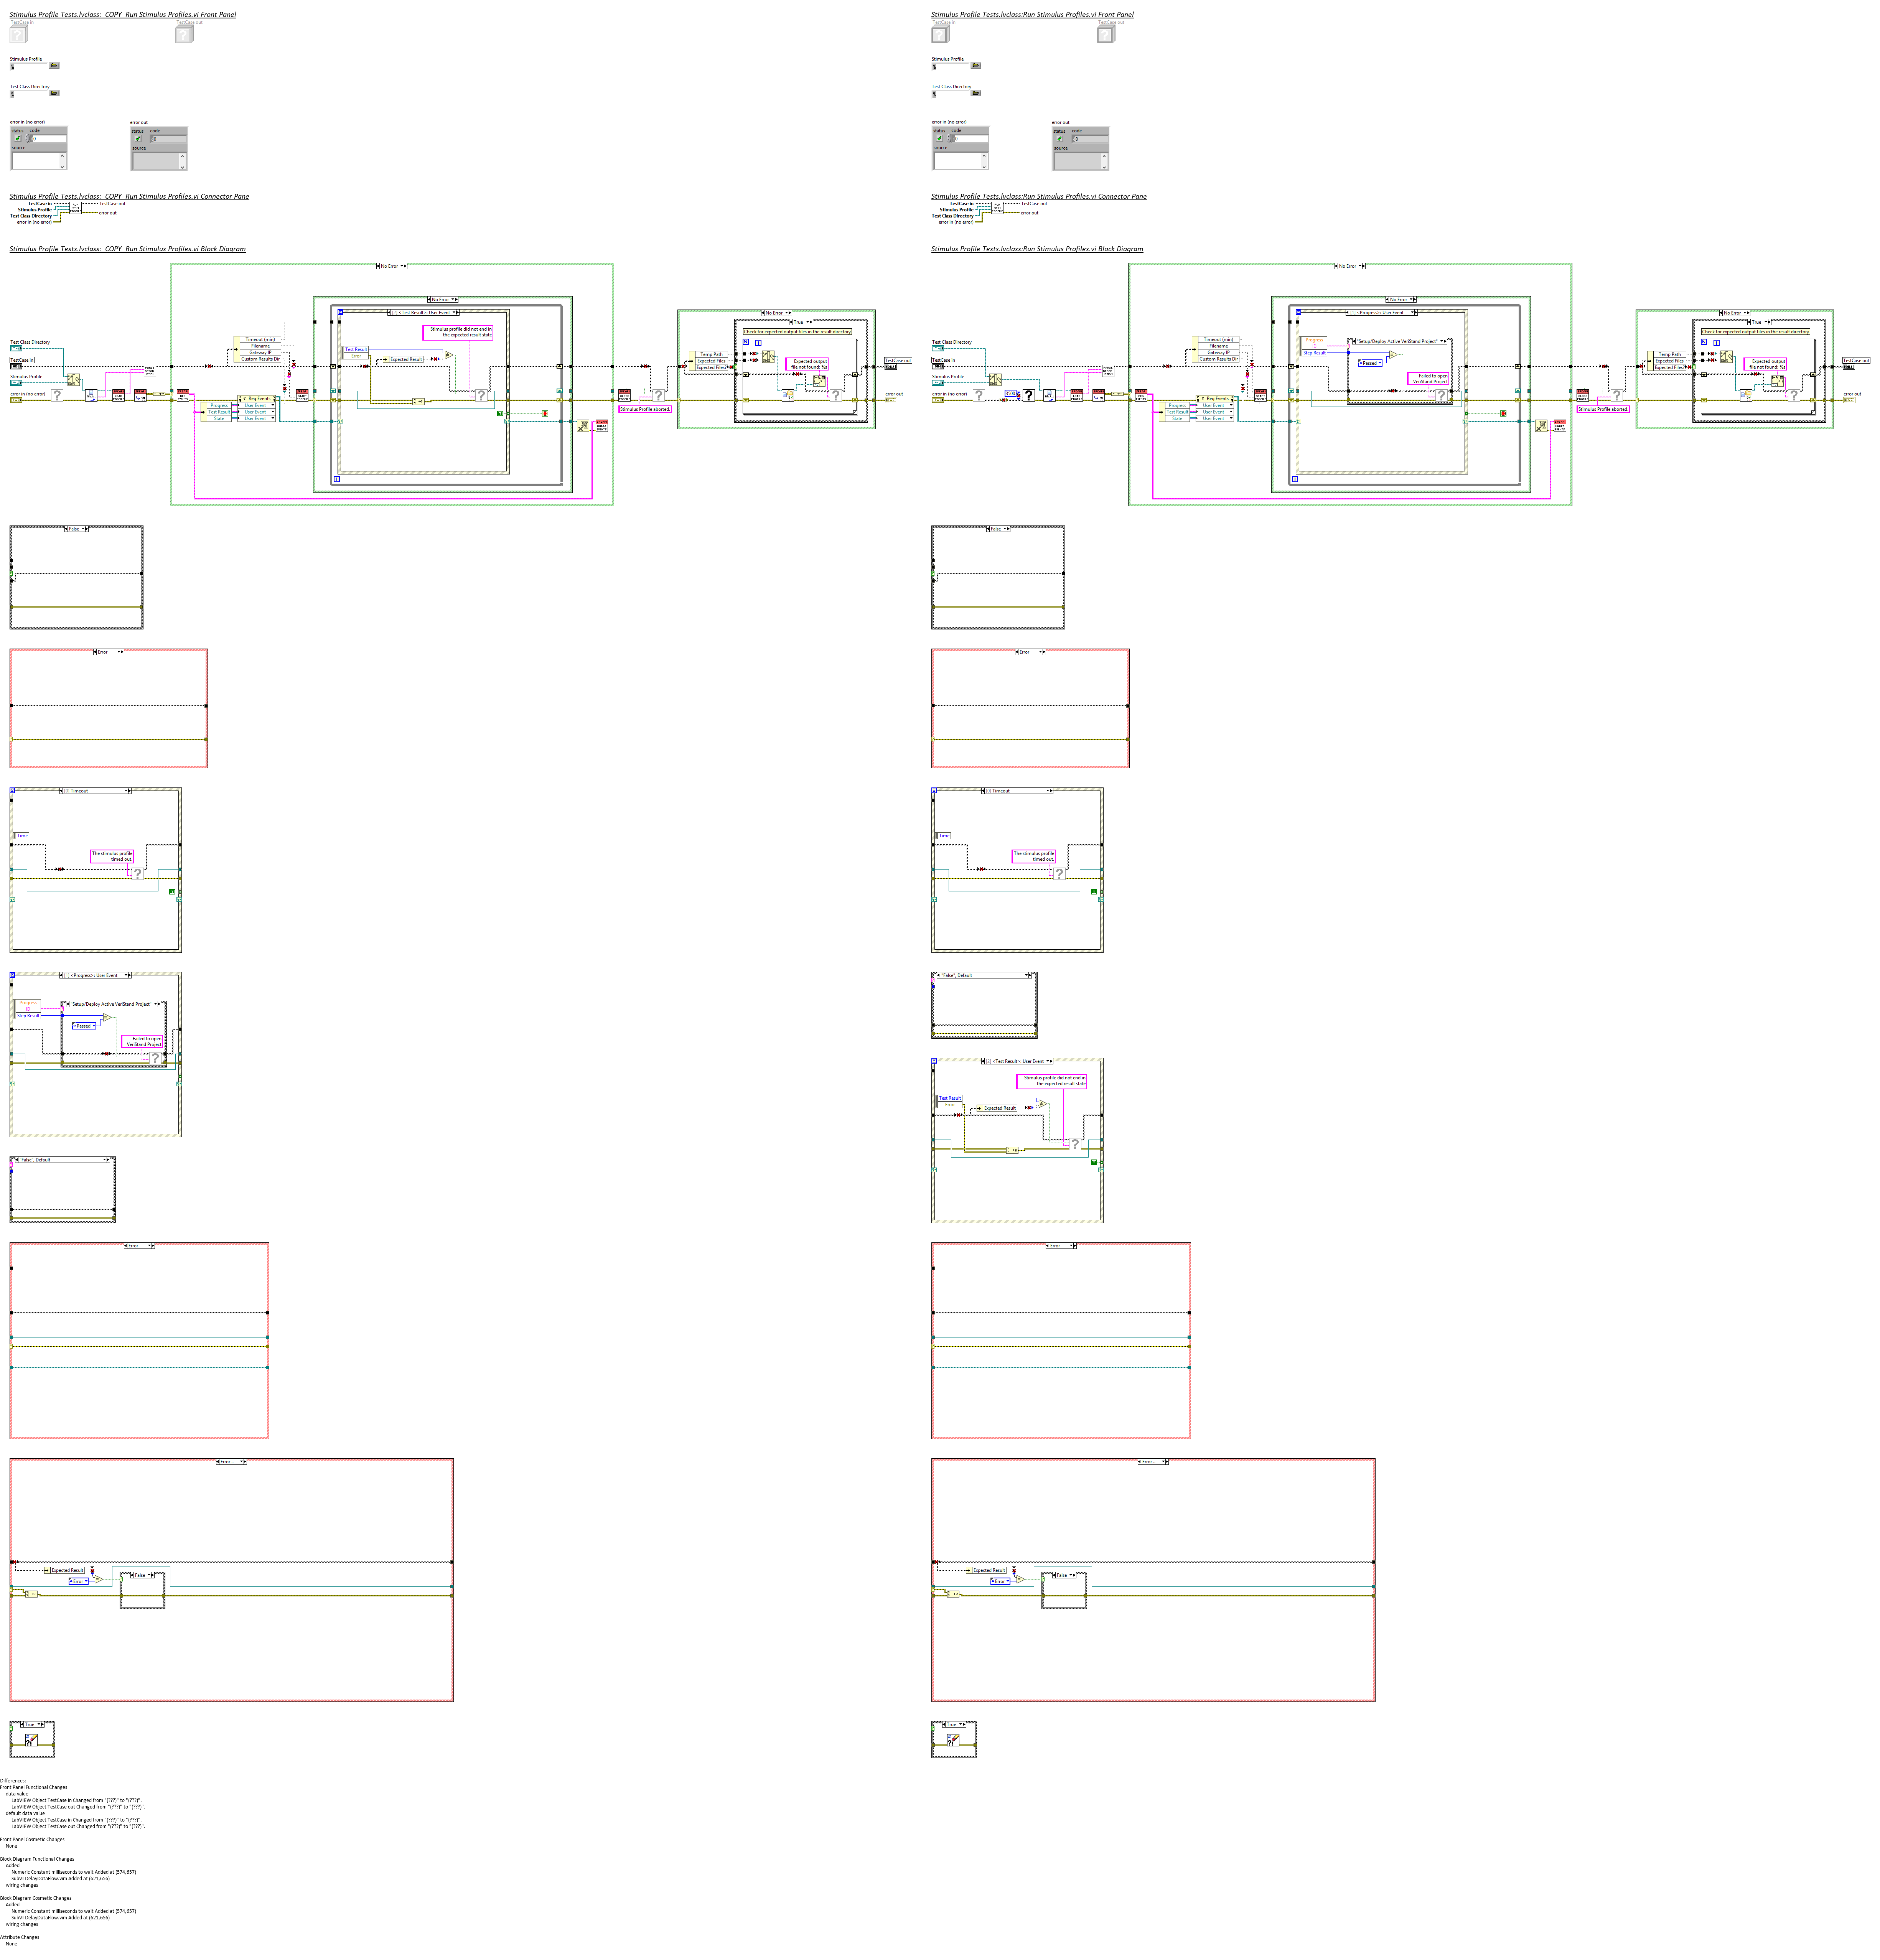 Stimulus Profile Tests.lvclass:_COPY_Run Stimulus Profiles.vi Front Panel
TestCase in
TestCase out
Stimulus Profile
Test Class Directory
error in (no error)
status code
0
source
error out
status code
0
source
Stimulus Profile Tests.lvclass:_COPY_Run Stimulus Profiles.vi Connector Pane
TestCase in
Stimulus Profile
Test Class Directory
error in (no error)
TestCase out
error out
Stimulus Profile Tests.lvclass:_COPY_Run Stimulus Profiles.vi Block Diagram
No Error
No Error
<Test Result>: User Event
Stimulus profile did not end in
the expected result state
Timeout (min)
Filename
Gateway IP
Custom Results Dir
Test Result
Error
Expected Result
Test Class Directory
TestCase in
Stimulus Profile
error in (no error)
Reg Events
Progress User Event
Test Result User Event
State User Event
Stimulus Profile aborted.
No Error
True
Check for expected output files in the result directory.
Temp Path
Expected Files
Expected Files?
Expected output
file not found: %s
TestCase out
error out
False
Error
[0] Timeout
Time
The stimulus profile
timed out.
<Progress>: User Event
Progress
Step Result
"Setup/Deploy Active VeriStand Project"
Passed
Failed to open
VeriStand Project
"False", Default
Error
Error
Expected Result
Error
False
True
Differences:
Front Panel Functional Changes
data value
LabVIEW Object TestCase in Changed from "(???)" to "(???)".
LabVIEW Object TestCase out Changed from "(???)" to "(???)".
default data value
LabVIEW Object TestCase in Changed from "(???)" to "(???)".
LabVIEW Object TestCase out Changed from "(???)" to "(???)".
Front Panel Cosmetic Changes
None
Block Diagram Functional Changes
Added
Numeric Constant milliseconds to wait Added at (574,657)
SubVI DelayDataFlow.vim Added at (621,656)
wiring changes
Block Diagram Cosmetic Changes
Added
Numeric Constant milliseconds to wait Added at (574,657)
SubVI DelayDataFlow.vim Added at (621,656)
wiring changes
Attribute Changes
None
Stimulus Profile Tests.lvclass:Run Stimulus Profiles.vi Front Panel
TestCase in
TestCase out
Stimulus Profile
Test Class Directory
error in (no error)
status code
0
source
error out
status code
0
source
Stimulus Profile Tests.lvclass:Run Stimulus Profiles.vi Connector Pane
TestCase in
Stimulus Profile
Test Class Directory
error in (no error)
TestCase out
error out
Stimulus Profile Tests.lvclass:Run Stimulus Profiles.vi Block Diagram
No Error
No Error
<Progress>: User Event
Timeout (min)
Filename
Gateway IP
Custom Results Dir
Progress
Step Result
"Setup/Deploy Active VeriStand Project"
Passed
Failed to open
VeriStand Project
Test Class Directory
TestCase in
Stimulus Profile
error in (no error)
Reg Events
Progress User Event
Test Result User Event
State User Event
Stimulus Profile aborted.
No Error
True
Check for expected output files in the result directory.
Temp Path
Expected Files
Expected Files?
Expected output
file not found: %s
TestCase out
error out
False
Error
[0] Timeout
Time
The stimulus profile
timed out.
"False", Default
<Test Result>: User Event
Stimulus profile did not end in
the expected result state
Test Result
Error
Expected Result
Error
Error
Expected Result
Error
False
True